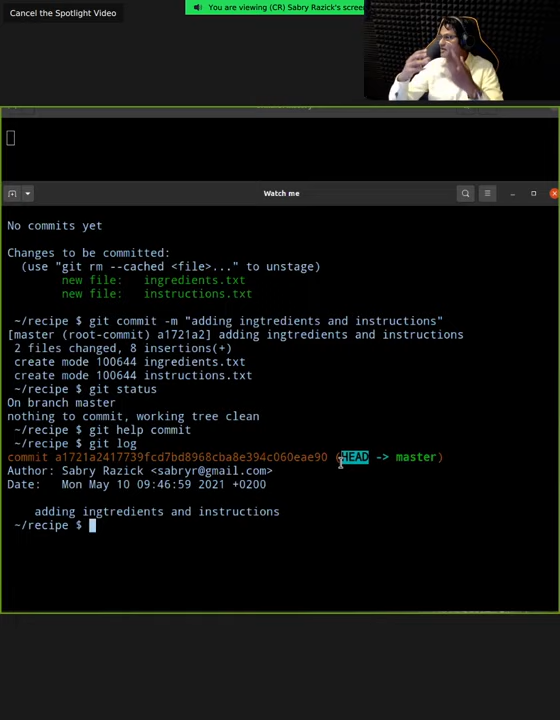 Cancel the Spotlight Video
You are viewing (CR) Sabry Razick's screen
Watch me
No commits yet
Changes to be committed:
(use "git rm --cached <file>..." to unstage)
new file: ingredients.txt
new file: instructions.txt
~/recipe $ git commit -m "adding ingtredients and instructions"
[master (root-commit) a1721a2] adding ingtredients and instructions
2 files changed, 8 insertions(+)
create mode 100644 ingredients.txt
create mode 100644 instructions.txt
~/recipe $ git status
On branch master
nothing to commit, working tree clean
~/recipe $ git help commit
~/recipe $ git log
commit a1721a2417739fcd7bd8968cba8e394c060eae90 (HEAD -> master)
Author: Sabry Razick <sabryr@gmail.com>
Date: Mon May 10 09:46:59 2021 +0200
adding ingtredients and instructions
~/recipe $